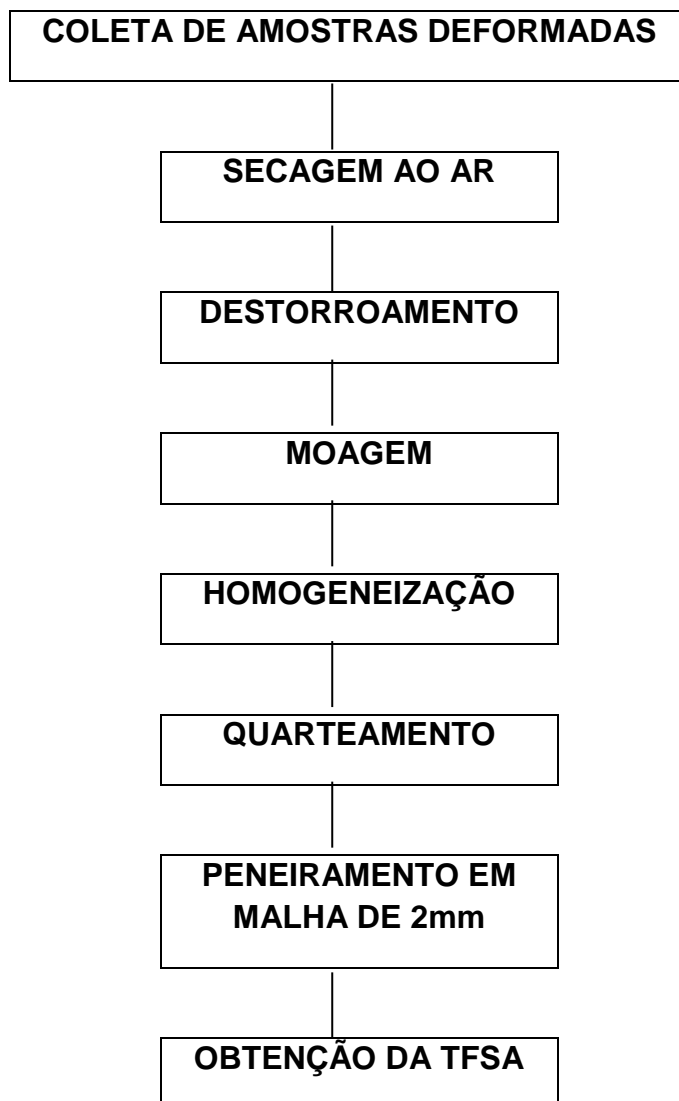 COLETA DE AMOSTRAS DEFORMADAS
SECAGEM AO AR
DESTORROAMENTO
MOAGEM
HOMOGENEIZAÇÃO
QUARTEAMENTO
PENEIRAMENTO EM
MALHA DE 2mm
OBTENÇÃO DA TFSA